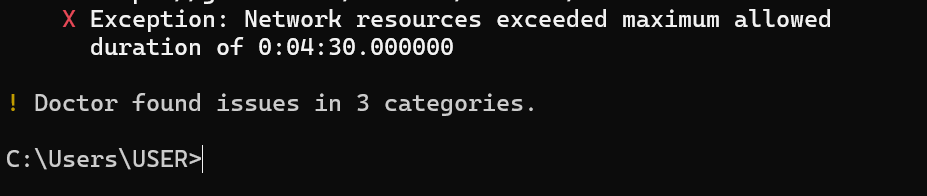 X Exception: Network resources exceeded maximum allowed
duration of 0:04:30.000000
! Doctor found issues in 3 categories.
C:\Users\USER>